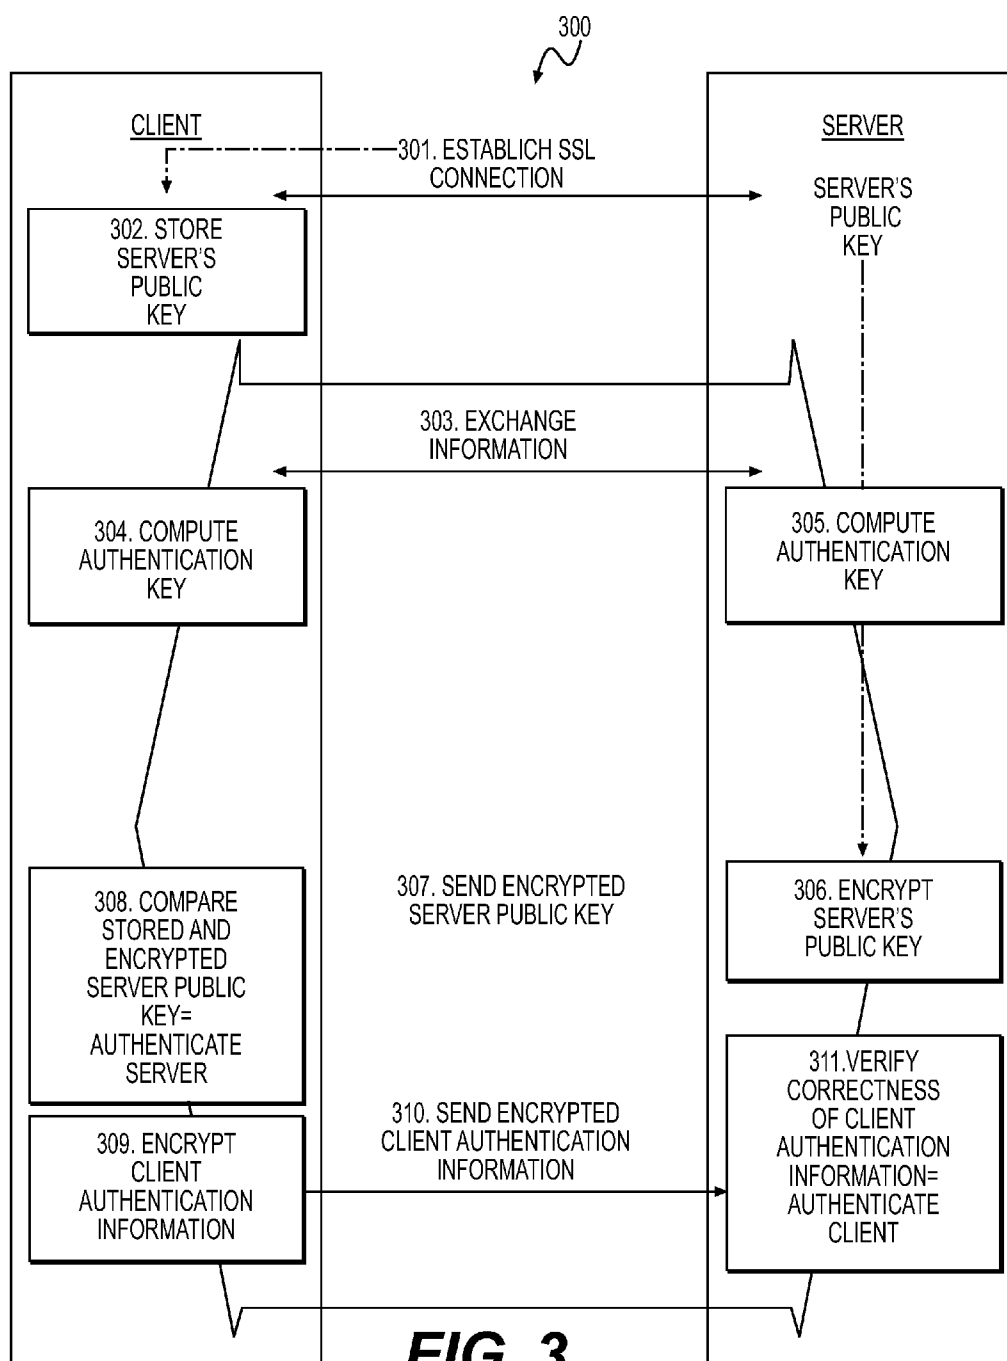 300
CLIENT
SERVER
301. ESTABLICH SSL
CONNECTION
SERVER'S
PUBLIC
KEY
302. STORE
SERVER'S
PUBLIC
KEY
303. EXCHANGE
INFORMATION
304. COMPUTE
AUTHENTICATION
KEY
305. COMPUTE
AUTHENTICATION
KEY
306. ENCRYPT
SERVER'S
PUBLIC KEY
307. SEND ENCRYPTED
SERVER PUBLIC KEY
308. COMPARE
STORED AND
ENCRYPTED
SERVER PUBLIC
KEY=
AUTHENTICATE
SERVER
309. ENCRYPT
CLIENT
AUTHENTICATION
INFORMATION
310. SEND ENCRYPTED
CLIENT AUTHENTICATION
INFORMATION
311.VERIFY
CORRECTNESS
OF CLIENT
AUTHENTICATION
INFORMATION=
AUTHENTICATE
CLIENT
FIG. 3